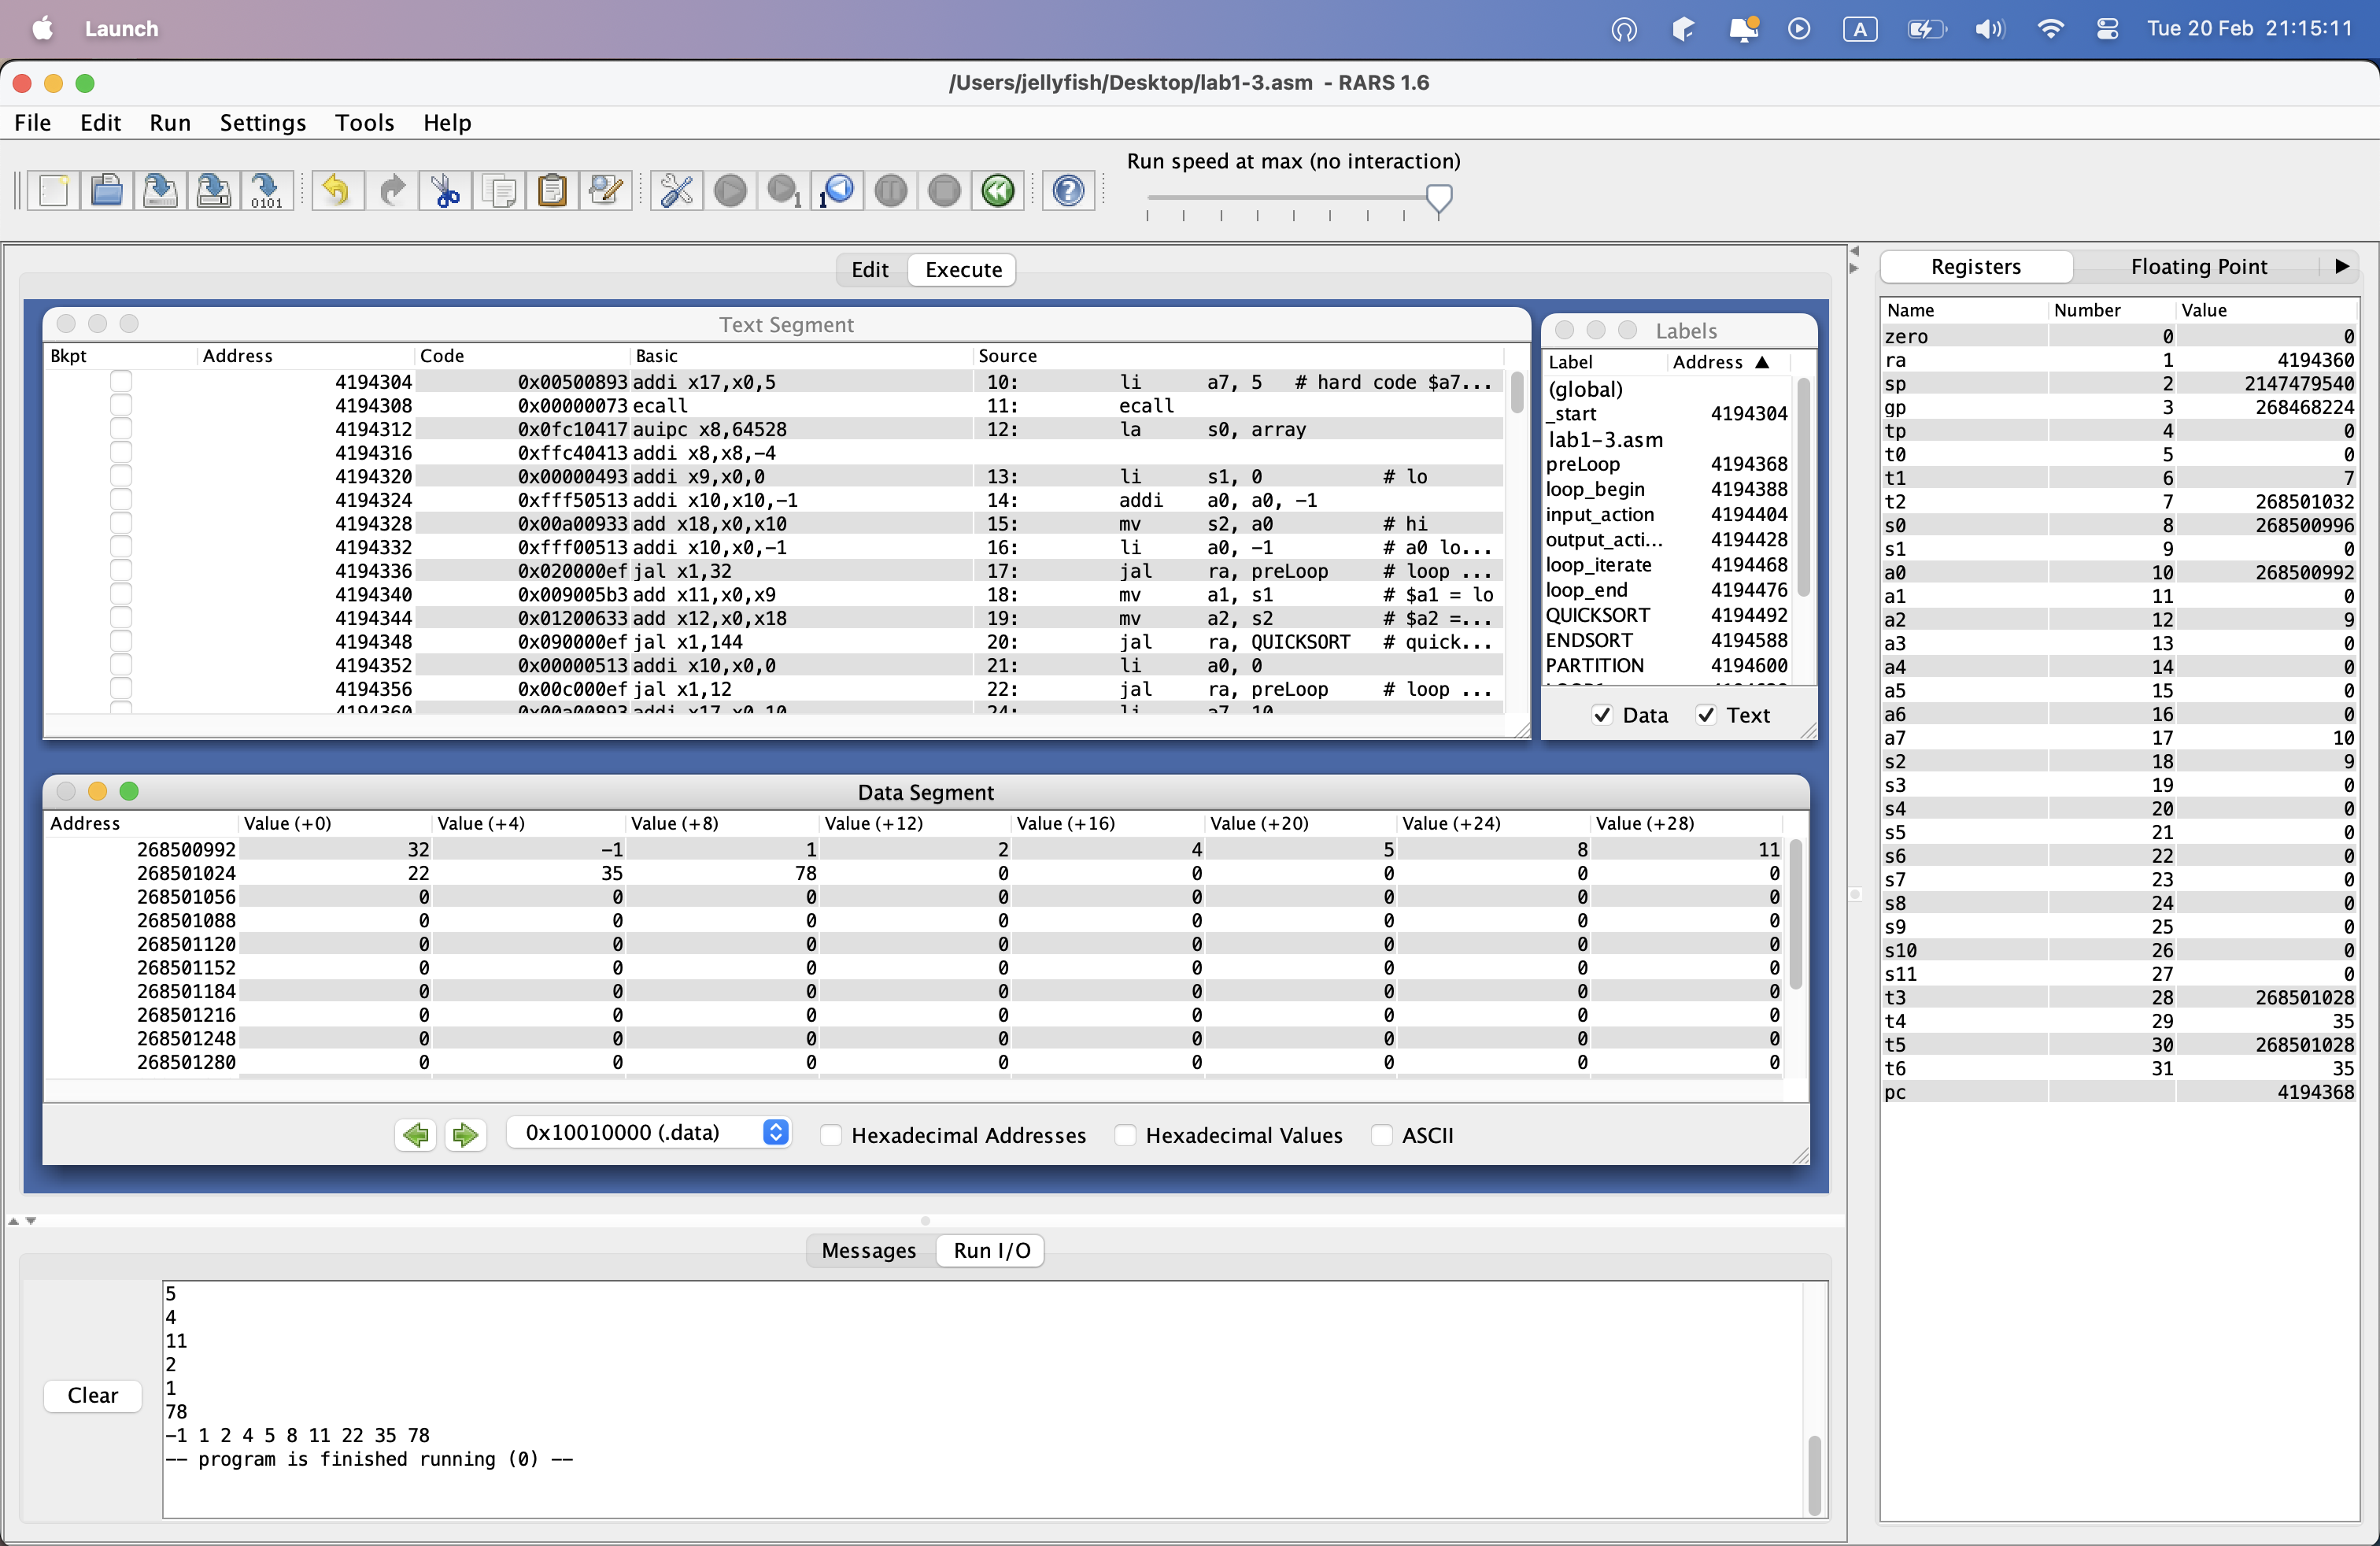 Launch
A
Tue 20 Feb 21:15:11
/Users/jellyfish/Desktop/lab1-3.asm - RARS 1.6
File Edit Run Settings Tools Help
Run speed at max (no interaction)
0101 1 1 ?
Edit Execute
Registers Floating Point
Text Segment
Bkpt Address Code Basic Source
4194304 0x00500893 addi x17,x0,5 10: li a7, 5 # hard code $a7...
4194308 0x00000073 ecall 11: ecall
4194312 0x0fc10417 auipc x8,64528 12: la s0, array
4194316 0xffc40413 addi x8,x8,-4
4194320 0x00000493 addi x9,x0,0 13: li s1, 0 # lo
4194324 0xfff50513 addi x10,x10,-1 14: addi a0, a0, -1
4194328 0x00a00933 add x18,x0,x10 15: mv s2, a0 # hi
4194332 0xfff00513 addi x10,x0,-1 16: li a0, -1 # a0 lo...
4194336 0x020000ef jal x1,32 17: jal ra, preLoop # loop ...
4194340 0x009005b3 add x11,x0,x9 18: mv a1, s1 # $a1 = lo
4194344 0x01200633 add x12,x0,x18 19: mv a2, s2 # $a2 =...
4194348 0x090000ef jal x1,144 20: jal ra, QUICKSORT # quick...
4194352 0x00000513 addi x10,x0,0 21: li a0, 0
4194356 0x00c000ef jal x1,12 22: jal ra, preLoop # loop ...
4194360 0x00a00893 addi x17,x0,10 24: li a7, 10
Labels
Label Address ▲
(global)
_start 4194304
lab1-3.asm
preLoop 4194368
loop_begin 4194388
input_action 4194404
output_acti... 4194428
loop_iterate 4194468
loop_end 4194476
QUICKSORT 4194492
ENDSORT 4194588
PARTITION 4194600
Data Text
Data Segment
Address Value (+0) Value (+4) Value (+8) Value (+12) Value (+16) Value (+20) Value (+24) Value (+28)
268500992 32 -1 1 2 4 5 8 11
268501024 22 35 78 0 0 0 0 0
268501056 0 0 0 0 0 0 0 0
268501088 0 0 0 0 0 0 0 0
268501120 0 0 0 0 0 0 0 0
268501152 0 0 0 0 0 0 0 0
268501184 0 0 0 0 0 0 0 0
268501216 0 0 0 0 0 0 0 0
268501248 0 0 0 0 0 0 0 0
268501280 0 0 0 0 0 0 0 0
0x10010000 (.data) Hexadecimal Addresses Hexadecimal Values ASCII
Messages Run I/O
Clear
5
4
11
2
1
78
-1 1 2 4 5 8 11 22 35 78
-- program is finished running (0) --
Name Number Value
zero 0 0
ra 1 4194360
sp 2 2147479540
gp 3 268468224
tp 4 0
t0 5 0
t1 6 7
t2 7 268501032
s0 8 268500996
s1 9 0
a0 10 268500992
a1 11 0
a2 12 9
a3 13 0
a4 14 0
a5 15 0
a6 16 0
a7 17 10
s2 18 9
s3 19 0
s4 20 0
s5 21 0
s6 22 0
s7 23 0
s8 24 0
s9 25 0
s10 26 0
s11 27 0
t3 28 268501028
t4 29 35
t5 30 268501028
t6 31 35
pc 4194368